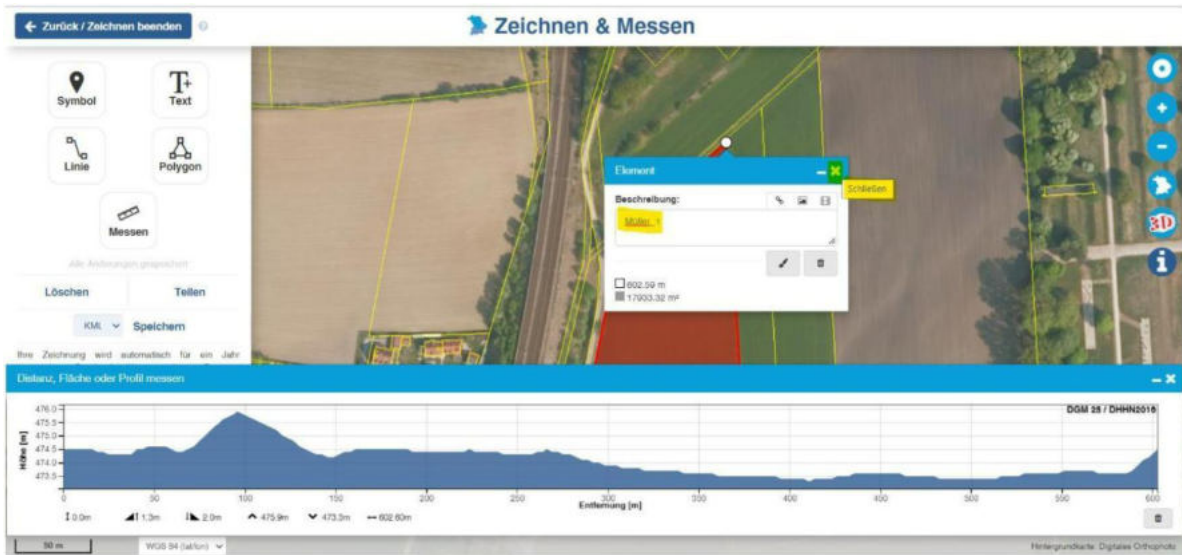 Zurück / Zeichnen beenden
Zeichnen & Messen
Symbol
Text
Linie
Polygon
Messen
Alle Änderungen gespeichert
Löschen
Teilen
KML
Speichern
Ihre Zeichnung wird automatisch für ein Jahr
Element
Schließen
Beschreibung:
Müller_1
602.59 m
17933.32 m²
3D
Distanz, Fläche oder Profil messen
DGM 25 / DHHN2016
Höhe [m]
476.0
475.5
474.5
474.0
473.5
0
50
100
150
200
250
300
350
400
450
500
550
600
Entfernung [m]
0.0m
1.3m
2.0m
475.9m
473.3m
602.60m
50 m
WGS 84 (lat/lon)
Hintergrundkarte: Digitales Orthophoto